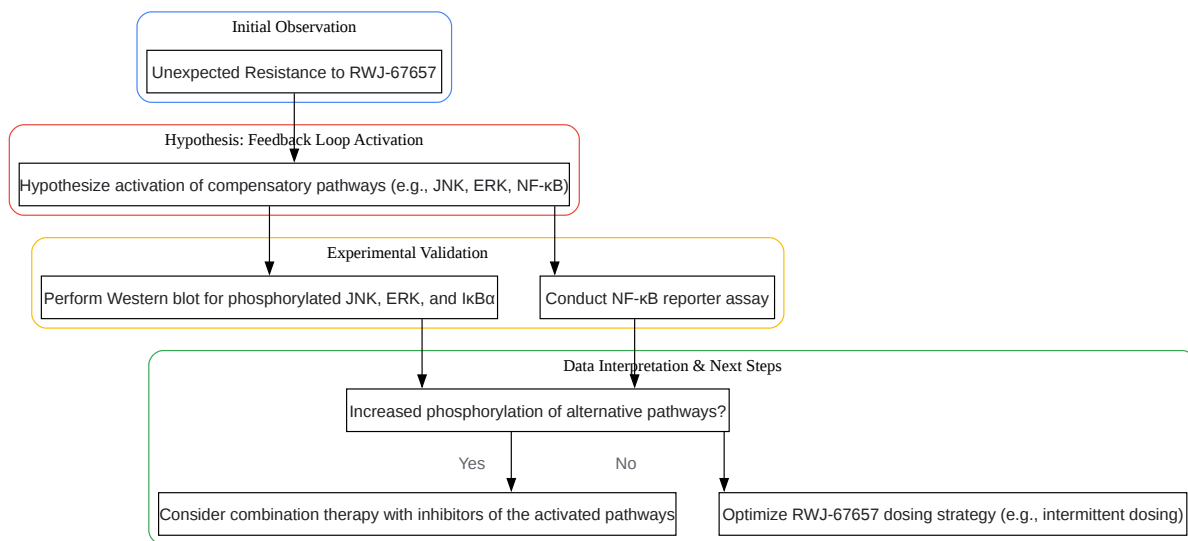 Initial Observation
Unexpected Resistance to RWJ-67657
Hypothesis: Feedback Loop Activation
Hypothesize activation of compensatory pathways (e.g., JNK, ERK, NF-κB)
Experimental Validation
Perform Western blot for phosphorylated JNK, ERK, and IκBα
Conduct NF-κB reporter assay
Data Interpretation & Next Steps
Increased phosphorylation of alternative pathways?
Yes
No
Consider combination therapy with inhibitors of the activated pathways
Optimize RWJ-67657 dosing strategy (e.g., intermittent dosing)